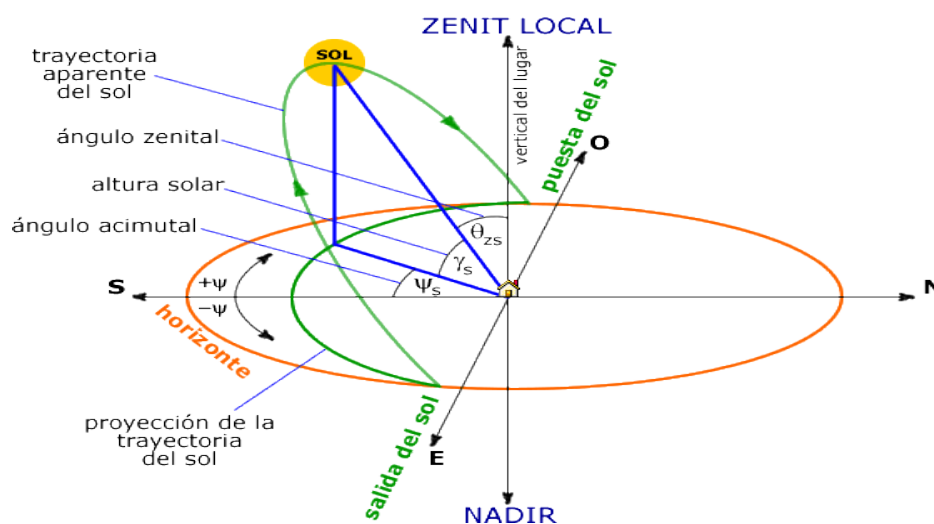 ZENIT LOCAL
trayectoria
aparente
del sol
SOL
vertical del lugar
puesta del sol
O
ángulo zenital
altura solar
ángulo acimutal
θzs
γs
ψs
S
+ψ
−ψ
N
horizonte
proyección de la
trayectoria
del sol
salida del sol
E
NADIR